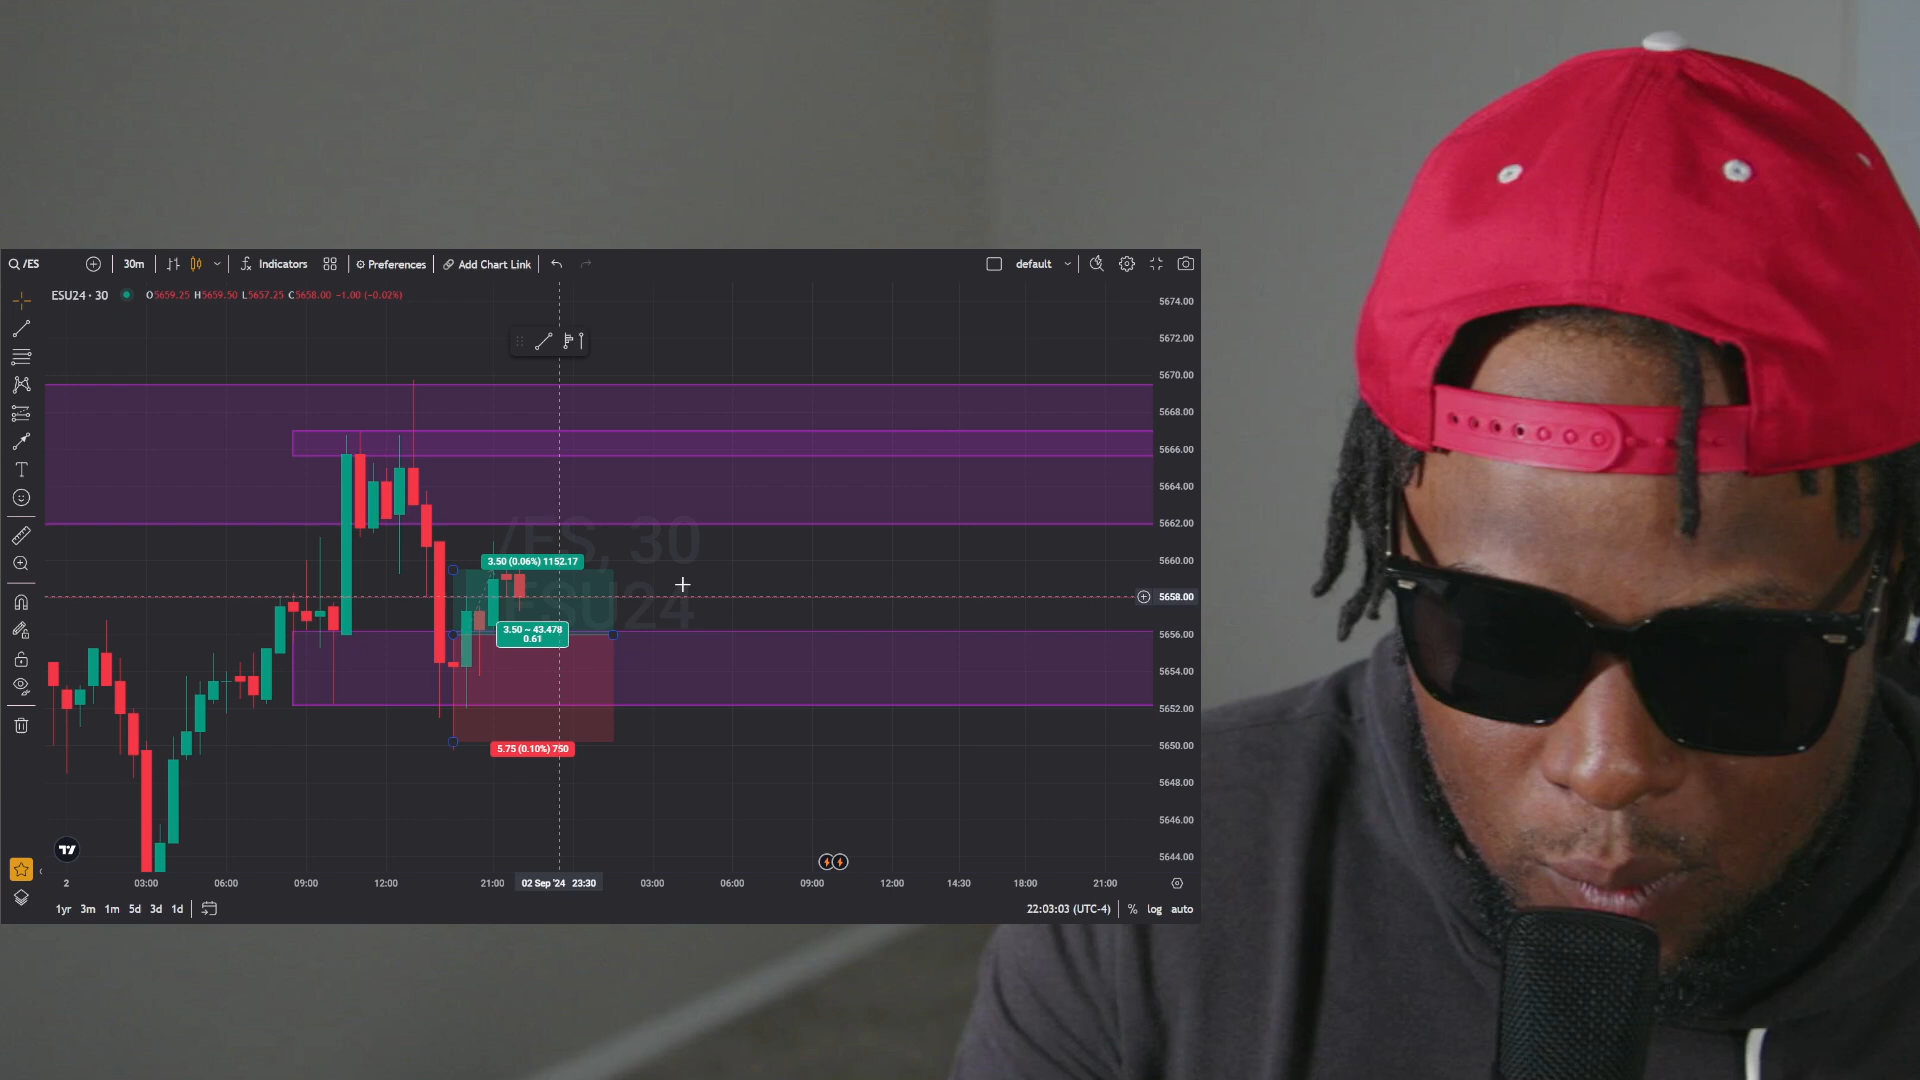 /ES
30m
Indicators
Preferences
Add Chart Link
default
ESU24 · 30
O5659.25 H5659.50 L5657.25 C5658.00 −1.00 (−0.02%)
5674.00
5672.00
5670.00
5668.00
5666.00
5664.00
5662.00
/ES, 30
5660.00
3.50 (0.06%) 1152.17
ESU24
5658.00
3.50 ~ 43.478
0.61
5656.00
5654.00
5652.00
5.75 (0.10%) 750
5650.00
5648.00
5646.00
5644.00
2 03:00 06:00 09:00 12:00 21:00 02 Sep '24 23:30 03:00 06:00 09:00 12:00 14:30 18:00 21:00
1yr 3m 1m 5d 3d 1d
22:03:03 (UTC-4) % log auto